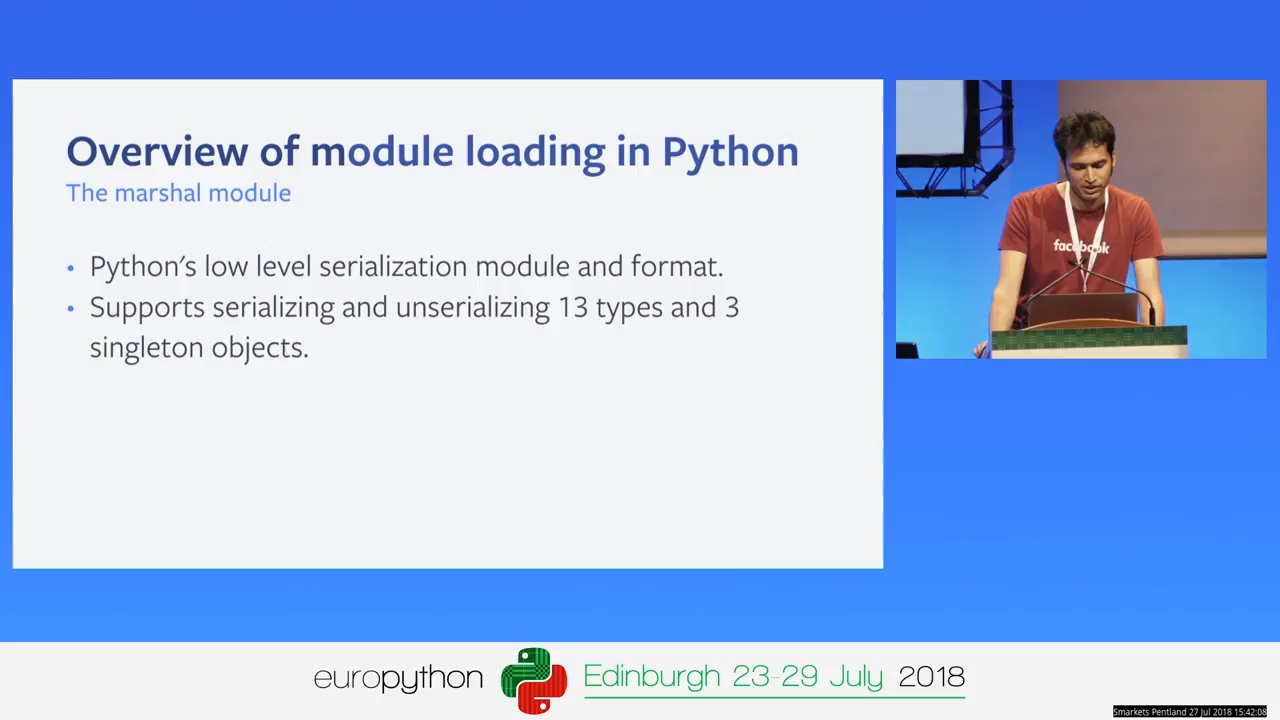 Overview of module loading in Python
The marshal module
• Python's low level serialization module and format.
• Supports serializing and unserializing 13 types and 3
singleton objects.
facebook
europython
Edinburgh 23-29 July 2018
Smarkets Pentland 27 Jul 2018 15:42:08